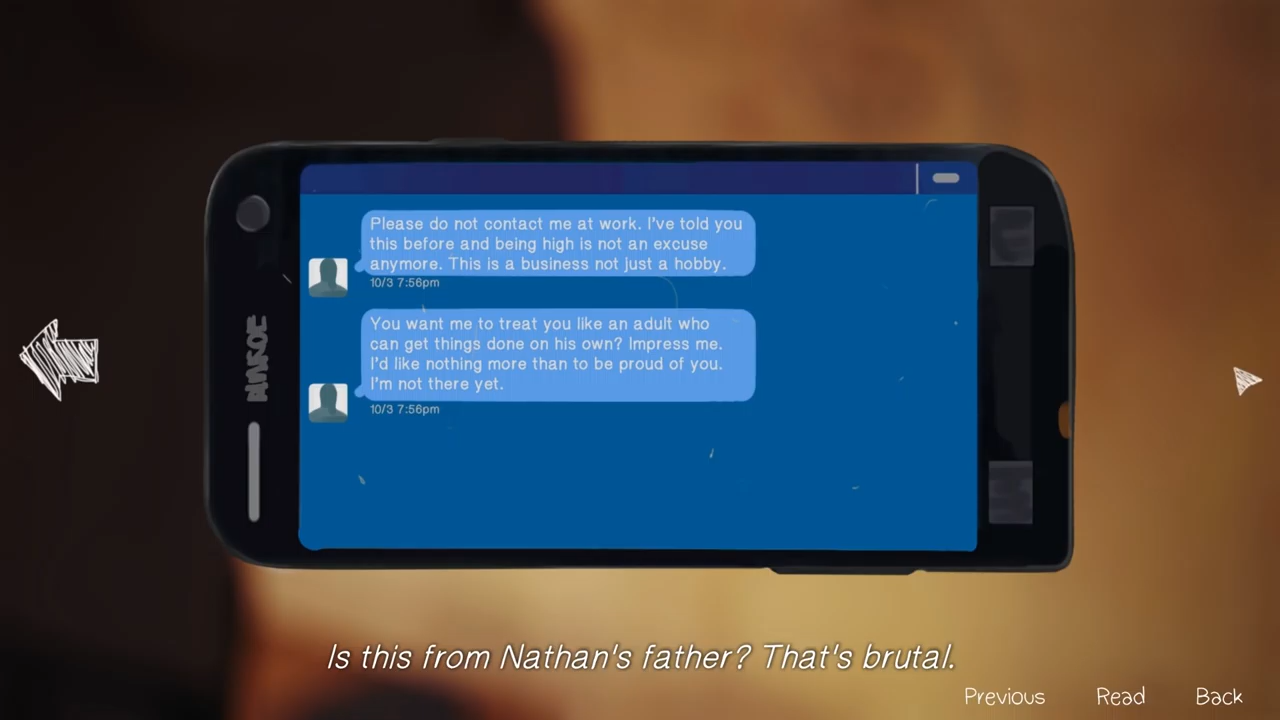 Please do not contact me at work. I've told you
this before and being high is not an excuse
anymore. This is a business not just a hobby.
10/3 7:56pm
You want me to treat you like an adult who
can get things done on his own? Impress me.
I'd like nothing more than to be proud of you.
I'm not there yet.
10/3 7:56pm
Is this from Nathan's father? That's brutal.
Previous Read Back